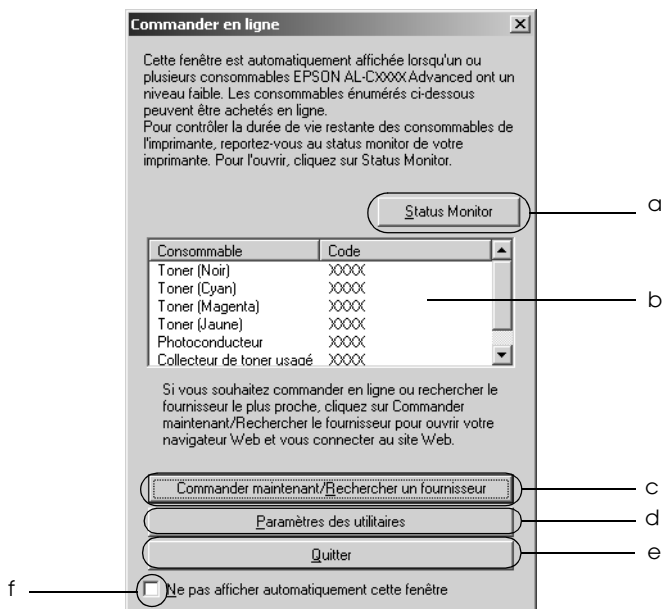 Commander en ligne
Cette fenêtre est automatiquement affichée lorsqu'un ou
plusieurs consommables EPSON AL-CXXXX Advanced ont un
niveau faible. Les consommables énumérés ci-dessous
peuvent être achetés en ligne.
Pour contrôler la durée de vie restante des consommables de
l'imprimante, reportez-vous au status monitor de votre
imprimante. Pour l'ouvrir, cliquez sur Status Monitor.
Status Monitor
a
Consommable Code
Toner (Noir) XXXX
Toner (Cyan) XXXX
Toner (Magenta) XXXX
b
Toner (Jaune) XXXX
Photoconducteur XXXX
Collecteur de toner usagé XXXX
Si vous souhaitez commander en ligne ou rechercher le
fournisseur le plus proche, cliquez sur Commander
maintenant/Rechercher le fournisseur pour ouvrir votre
navigateur Web et vous connecter au site Web.
Commander maintenant/Rechercher un fournisseur
c
Paramètres des utilitaires
d
Quitter
e
f
Ne pas afficher automatiquement cette fenêtre